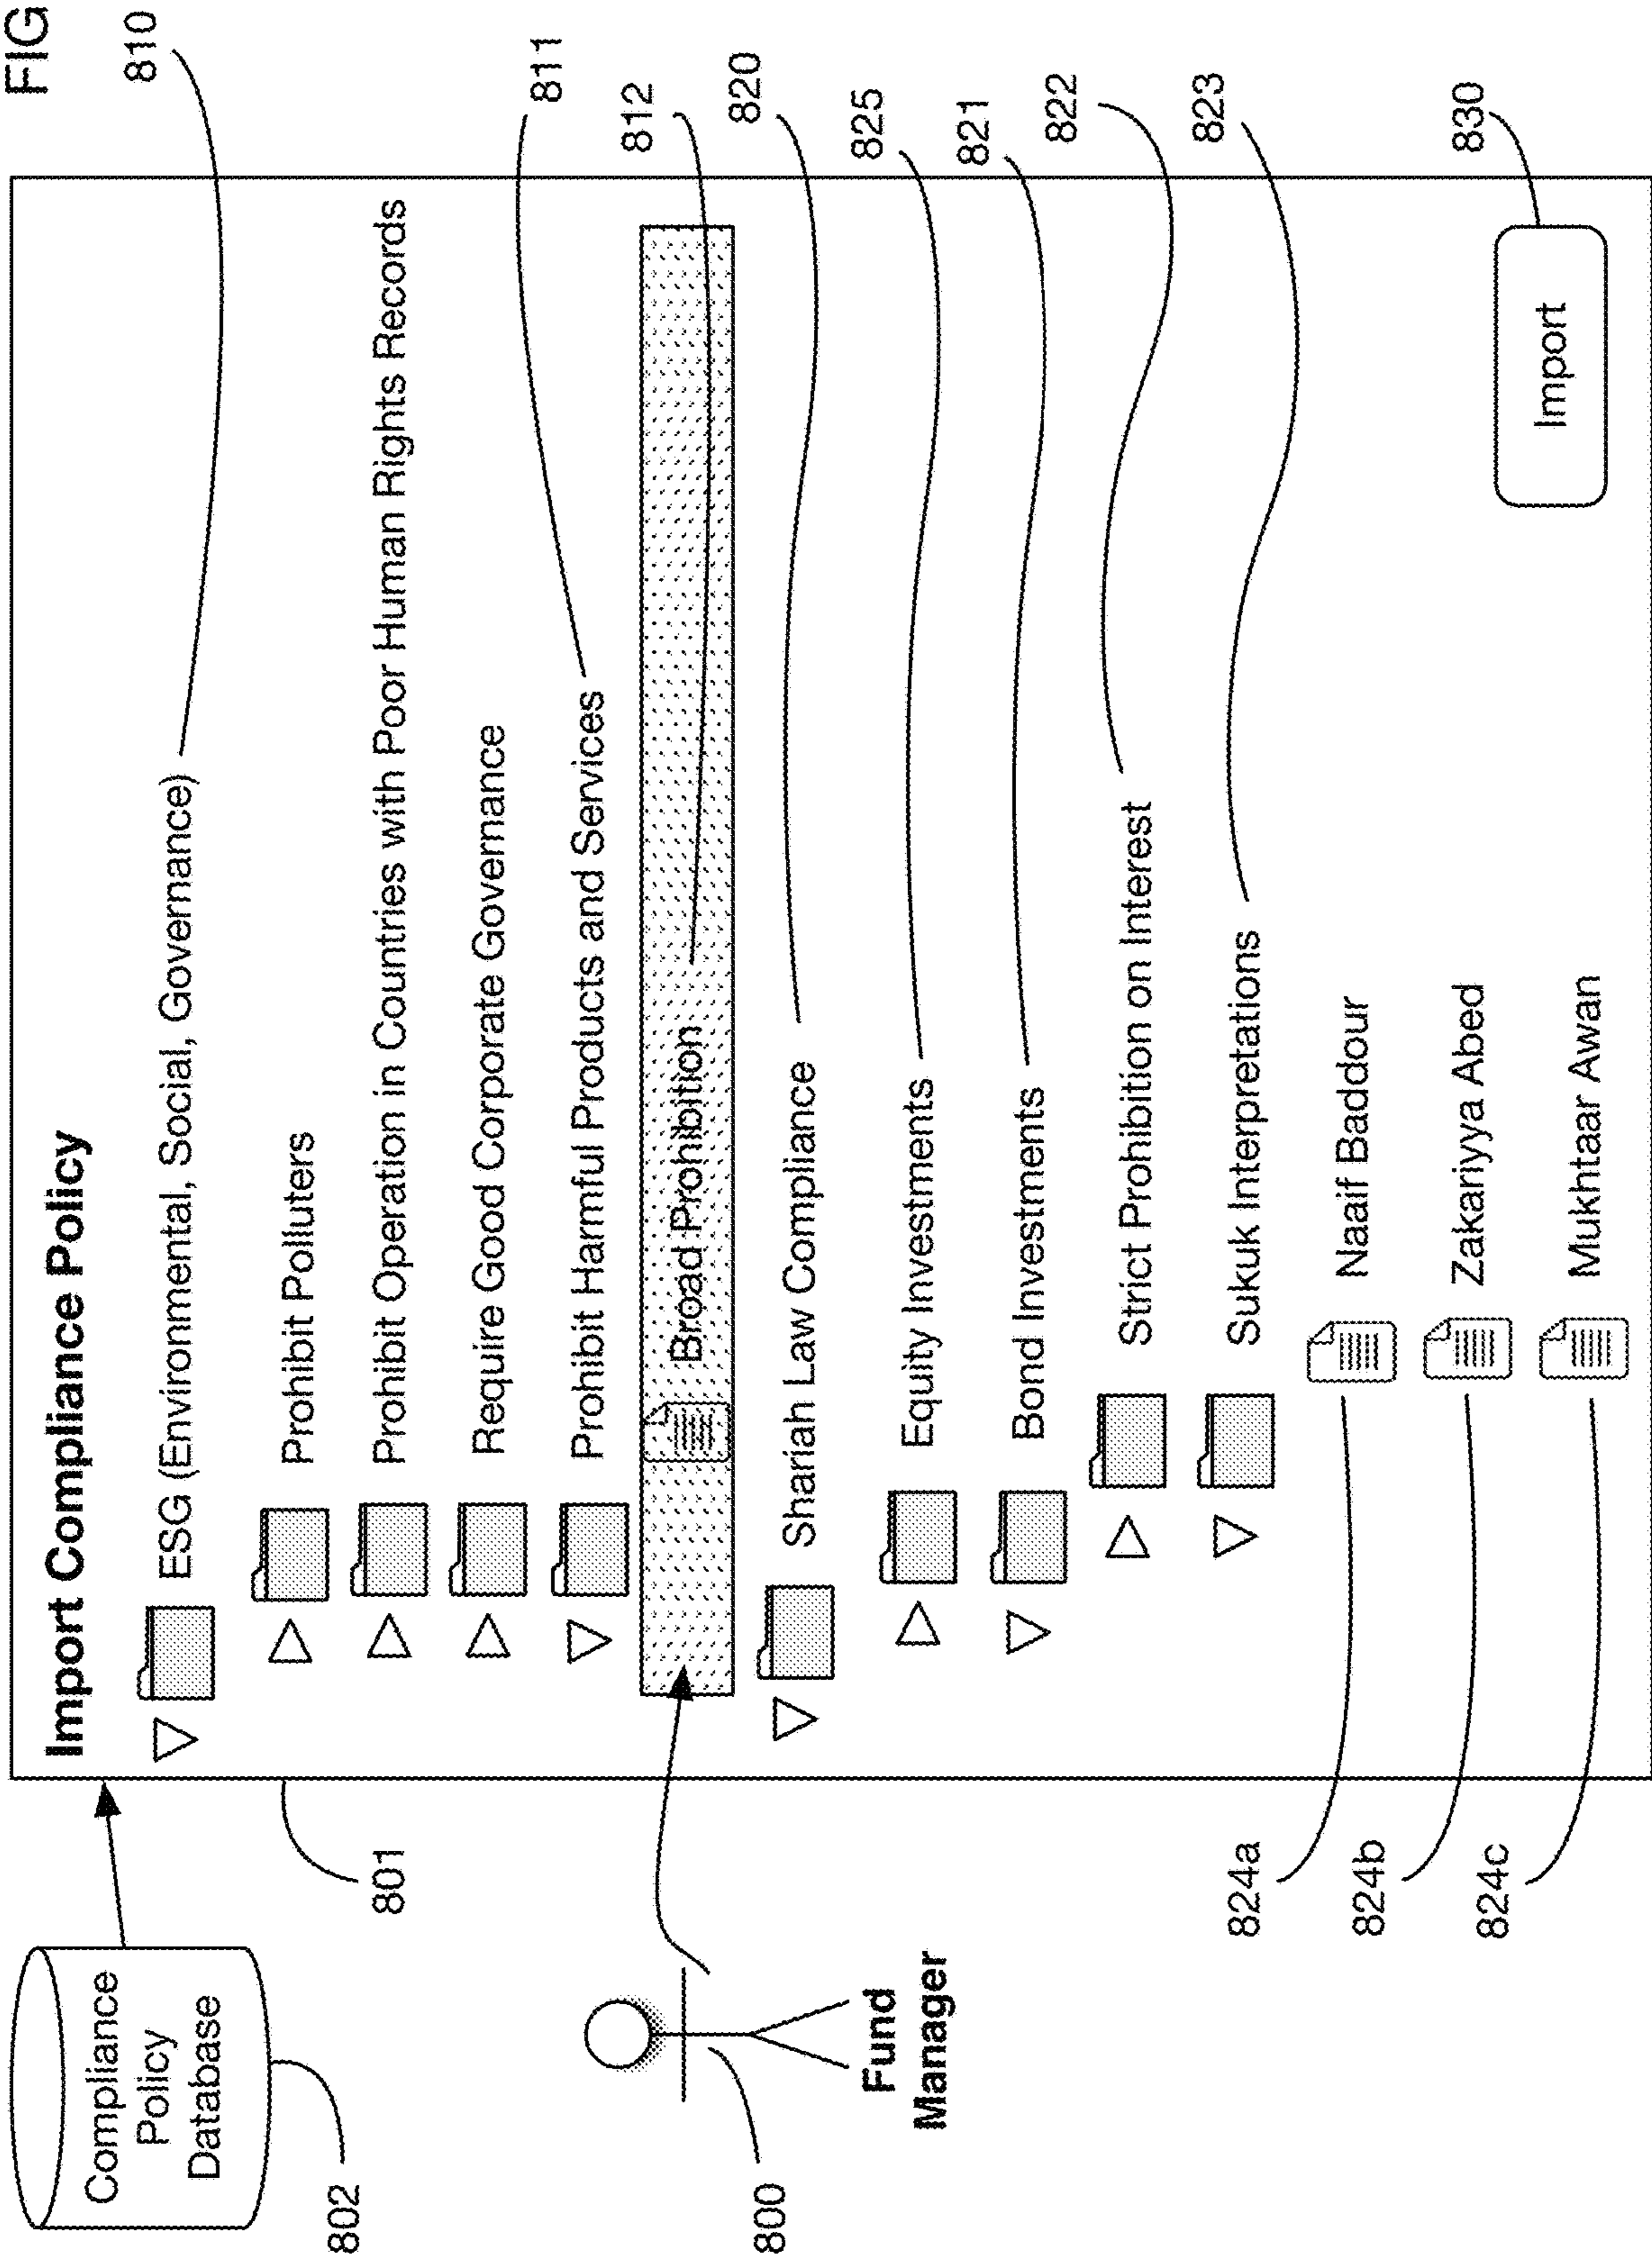 FIG
Compliance
Policy
Database
802
801
Fund
Manager
800
Import Compliance Policy
ESG (Environmental, Social, Governance)
810
Prohibit Polluters
Prohibit Operation in Countries with Poor Human Rights Records
Require Good Corporate Governance
Prohibit Harmful Products and Services
811
Broad Prohibition
812
Shariah Law Compliance
820
Equity Investments
825
Bond Investments
821
Strict Prohibition on Interest
822
Sukuk Interpretations
823
824a
Naaif Baddour
824b
Zakariyya Abed
824c
Mukhtaar Awan
Import
830